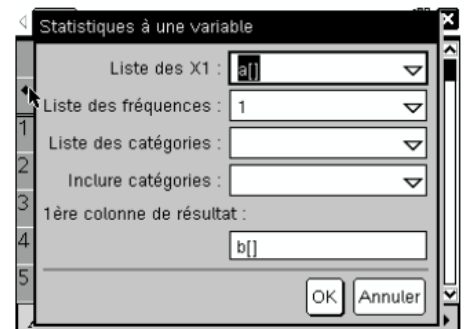 Statistiques à une variable
Liste des X1 : a[]
Liste des fréquences : 1
Liste des catégories :
Inclure catégories :
1ère colonne de résultat :
b[]
OK Annuler
1
2
3
4
5